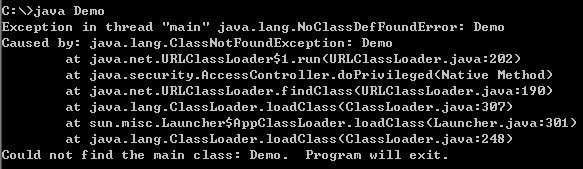 C:\>java Demo
Exception in thread "main" java.lang.NoClassDefFoundError: Demo
Caused by: java.lang.ClassNotFoundException: Demo
        at java.net.URLClassLoader$1.run(URLClassLoader.java:202)
        at java.security.AccessController.doPrivileged(Native Method)
        at java.net.URLClassLoader.findClass(URLClassLoader.java:190)
        at java.lang.ClassLoader.loadClass(ClassLoader.java:307)
        at sun.misc.Launcher$AppClassLoader.loadClass(Launcher.java:301)
        at java.lang.ClassLoader.loadClass(ClassLoader.java:248)
Could not find the main class: Demo.  Program will exit.